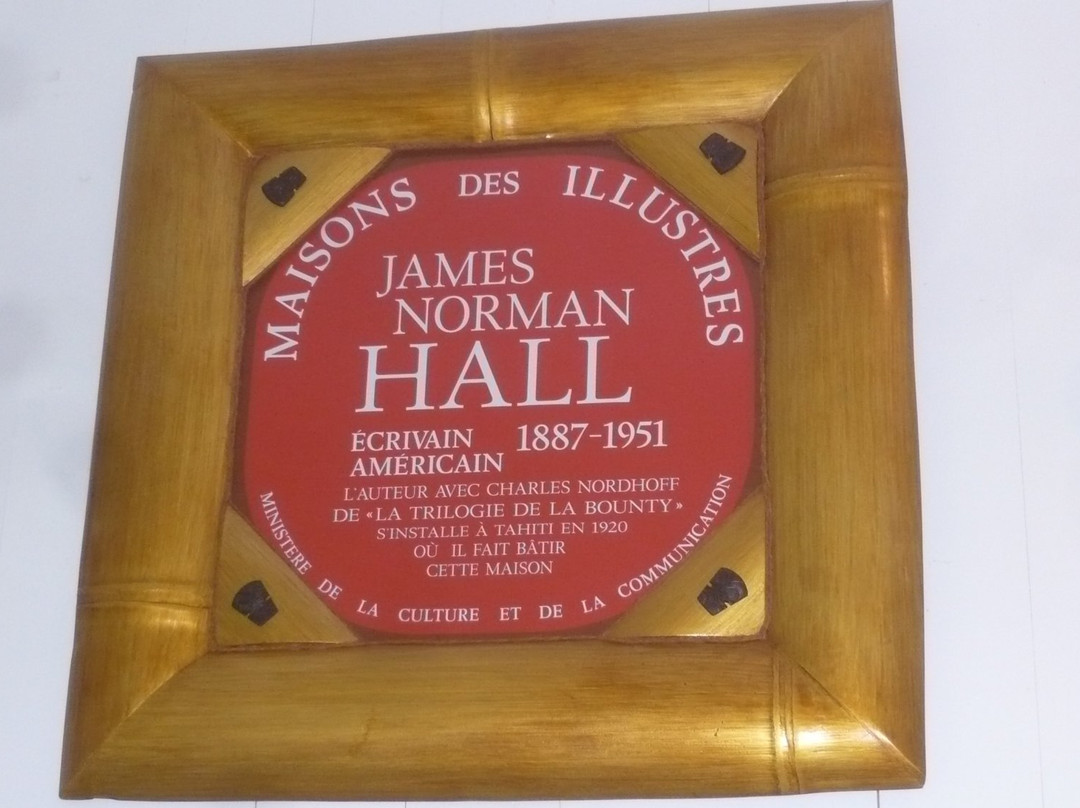 MAISONS DES ILLUSTRES
JAMES
NORMAN
HALL
ÉCRIVAIN 1887-1951
AMÉRICAIN
L'AUTEUR AVEC CHARLES NORDHOFF
DE «LA TRILOGIE DE LA BOUNTY»
S'INSTALLE À TAHITI EN 1920
OÙ IL FAIT BÂTIR
CETTE MAISON
MINISTERE DE LA CULTURE ET DE LA COMMUNICATION